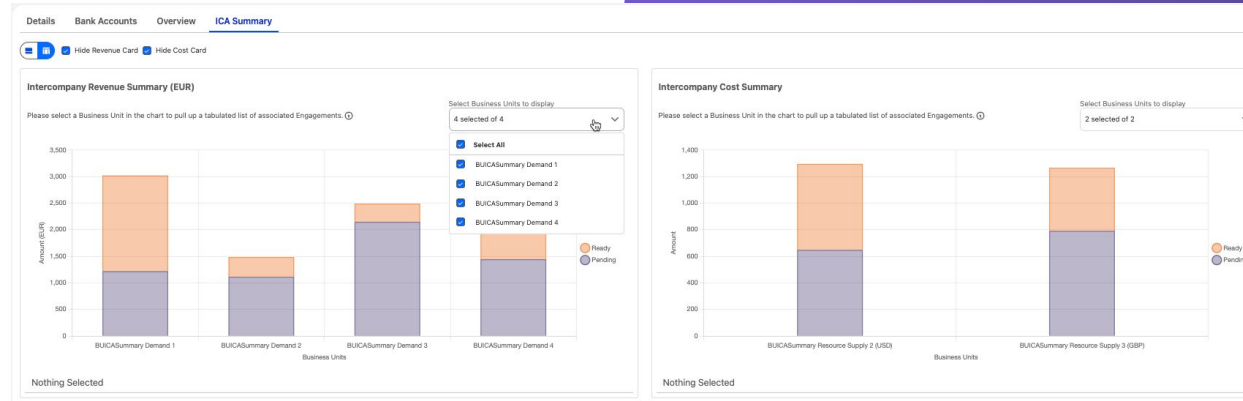 Details Bank Accounts Overview ICA Summary
Hide Revenue Card Hide Cost Card
Intercompany Revenue Summary (EUR)
Please select a Business Unit in the chart to pull up a tabulated list of associated Engagements.
Select Business Units to display
4 selected of 4
Select All
BUICASummary Demand 1
BUICASummary Demand 2
BUICASummary Demand 3
BUICASummary Demand 4
3,500
3,000
2,500
2,000
1,500
1,000
500
0
Amount (EUR)
Ready
Pending
BUICASummary Demand 1 BUICASummary Demand 2 BUICASummary Demand 3 BUICASummary Demand 4
Business Units
Nothing Selected
Intercompany Cost Summary
Please select a Business Unit in the chart to pull up a tabulated list of associated Engagements.
Select Business Units to display
2 selected of 2
1,400
1,200
1,000
800
600
400
200
0
Amount
Ready
Pendin
BUICASummary Resource Supply 2 (USD) BUICASummary Resource Supply 3 (GBP)
Business Units
Nothing Selected